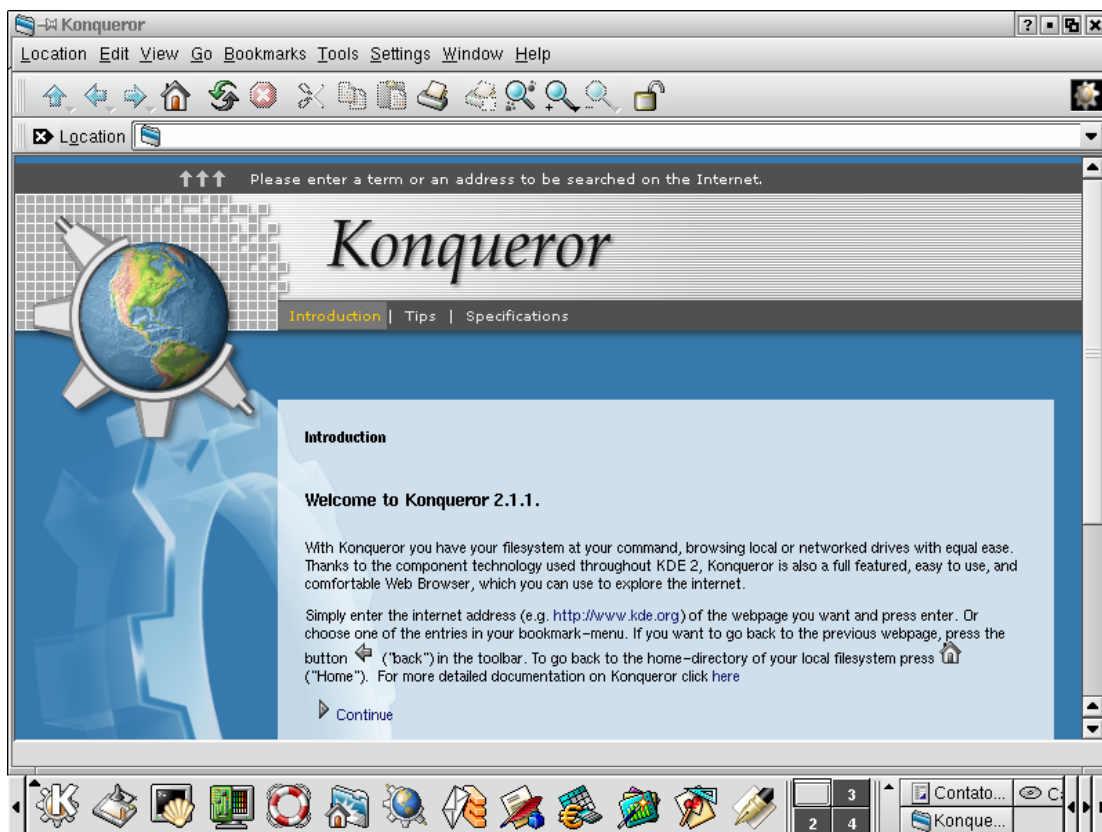 Konqueror
Location Edit View Go Bookmarks Tools Settings Window Help
Location
Please enter a term or an address to be searched on the Internet.
Konqueror
Introduction | Tips | Specifications
Introduction
Welcome to Konqueror 2.1.1.
With Konqueror you have your filesystem at your command, browsing local or networked drives with equal ease.
Thanks to the component technology used throughout KDE 2, Konqueror is also a full featured, easy to use, and
comfortable Web Browser, which you can use to explore the internet.
Simply enter the internet address (e.g. http://www.kde.org) of the webpage you want and press enter. Or
choose one of the entries in your bookmark-menu. If you want to go back to the previous webpage, press the
button ("back") in the toolbar. To go back to the home-directory of your local filesystem press
("Home"). For more detailed documentation on Konqueror click here
Continue
3
2 4
Contato...
Konque...